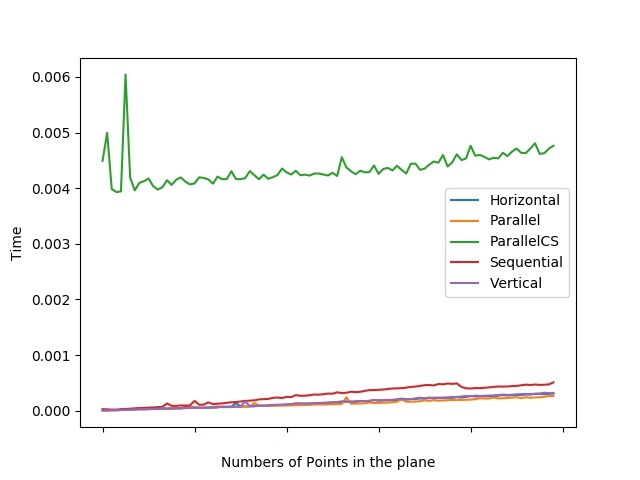 0.006
0.005
0.004
0.003
0.002
0.001
0.000
Time
Numbers of Points in the plane
Horizontal
Parallel
ParallelCS
Sequential
Vertical